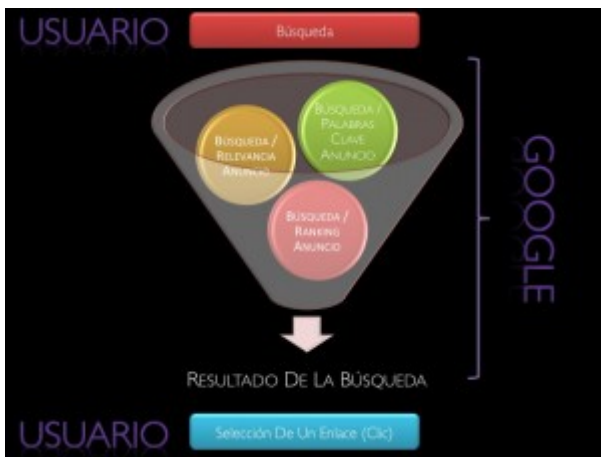 USUARIO
Búsqueda
BÚSQUEDA /
PALABRAS
CLAVE
ANUNCIO
BÚSQUEDA /
RELEVANCIA
ANUNCIO
BÚSQUEDA /
RANKING
ANUNCIO
GOOGLE
RESULTADO DE LA BÚSQUEDA
USUARIO
Selección De Un Enlace (Clic)